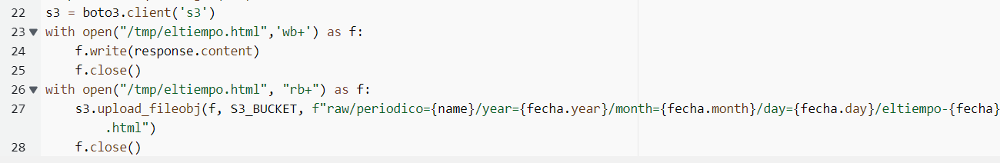 22 s3 = boto3.client('s3')
23 with open("/tmp/eltiempo.html",'wb+') as f:
24     f.write(response.content)
25     f.close()
26 with open("/tmp/eltiempo.html", "rb+") as f:
27     s3.upload_fileobj(f, S3_BUCKET, f"raw/periodico={name}/year={fecha.year}/month={fecha.month}/day={fecha.day}/eltiempo-{fecha}
.html")
28     f.close()